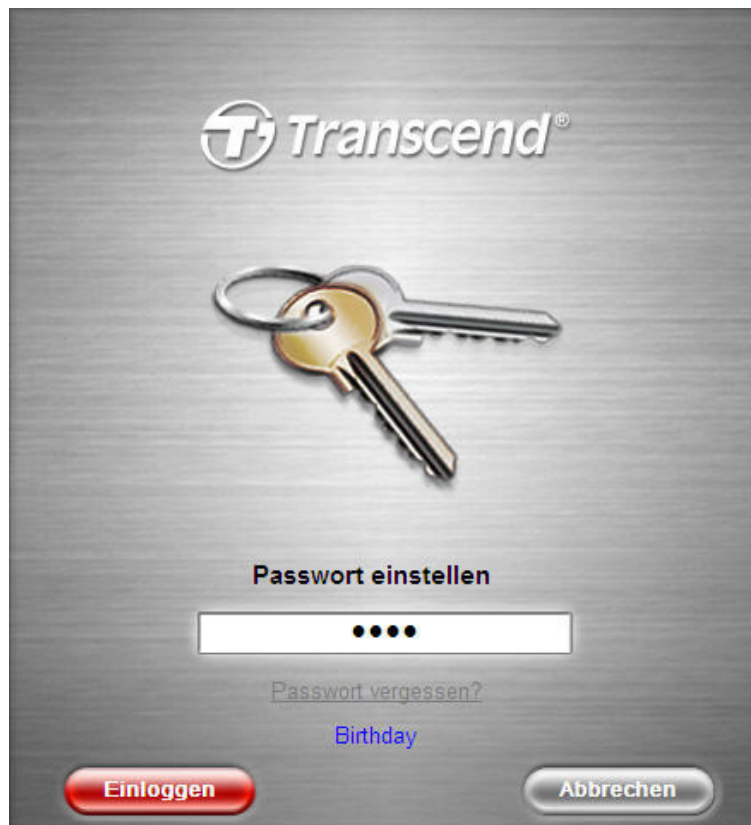 Transcend®
Passwort einstellen
••••
Passwort vergessen?
Birthday
Einloggen
Abbrechen